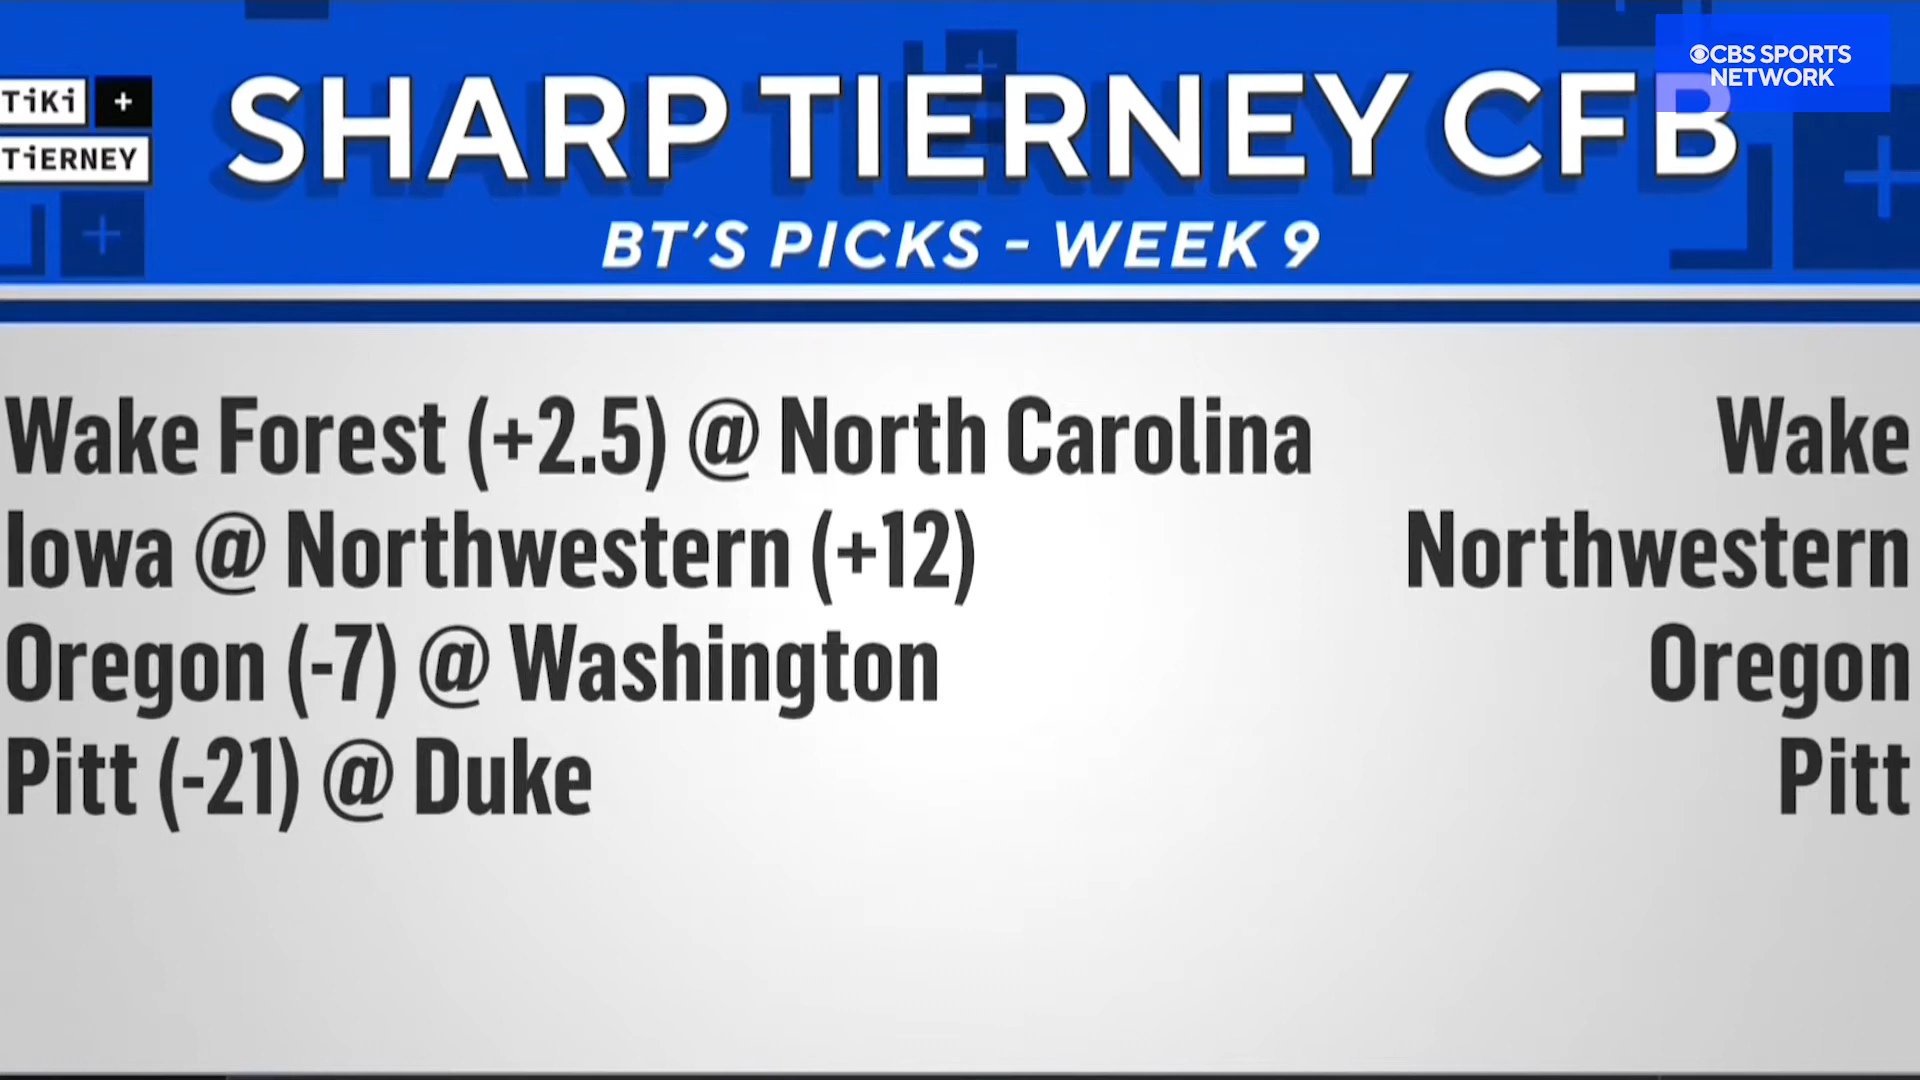 CBS SPORTS
NETWORK
TiKi +
TiERNEY
SHARP TIERNEY CFB
BT'S PICKS - WEEK 9
Wake Forest (+2.5) @ North Carolina Wake
Iowa @ Northwestern (+12) Northwestern
Oregon (-7) @ Washington Oregon
Pitt (-21) @ Duke Pitt